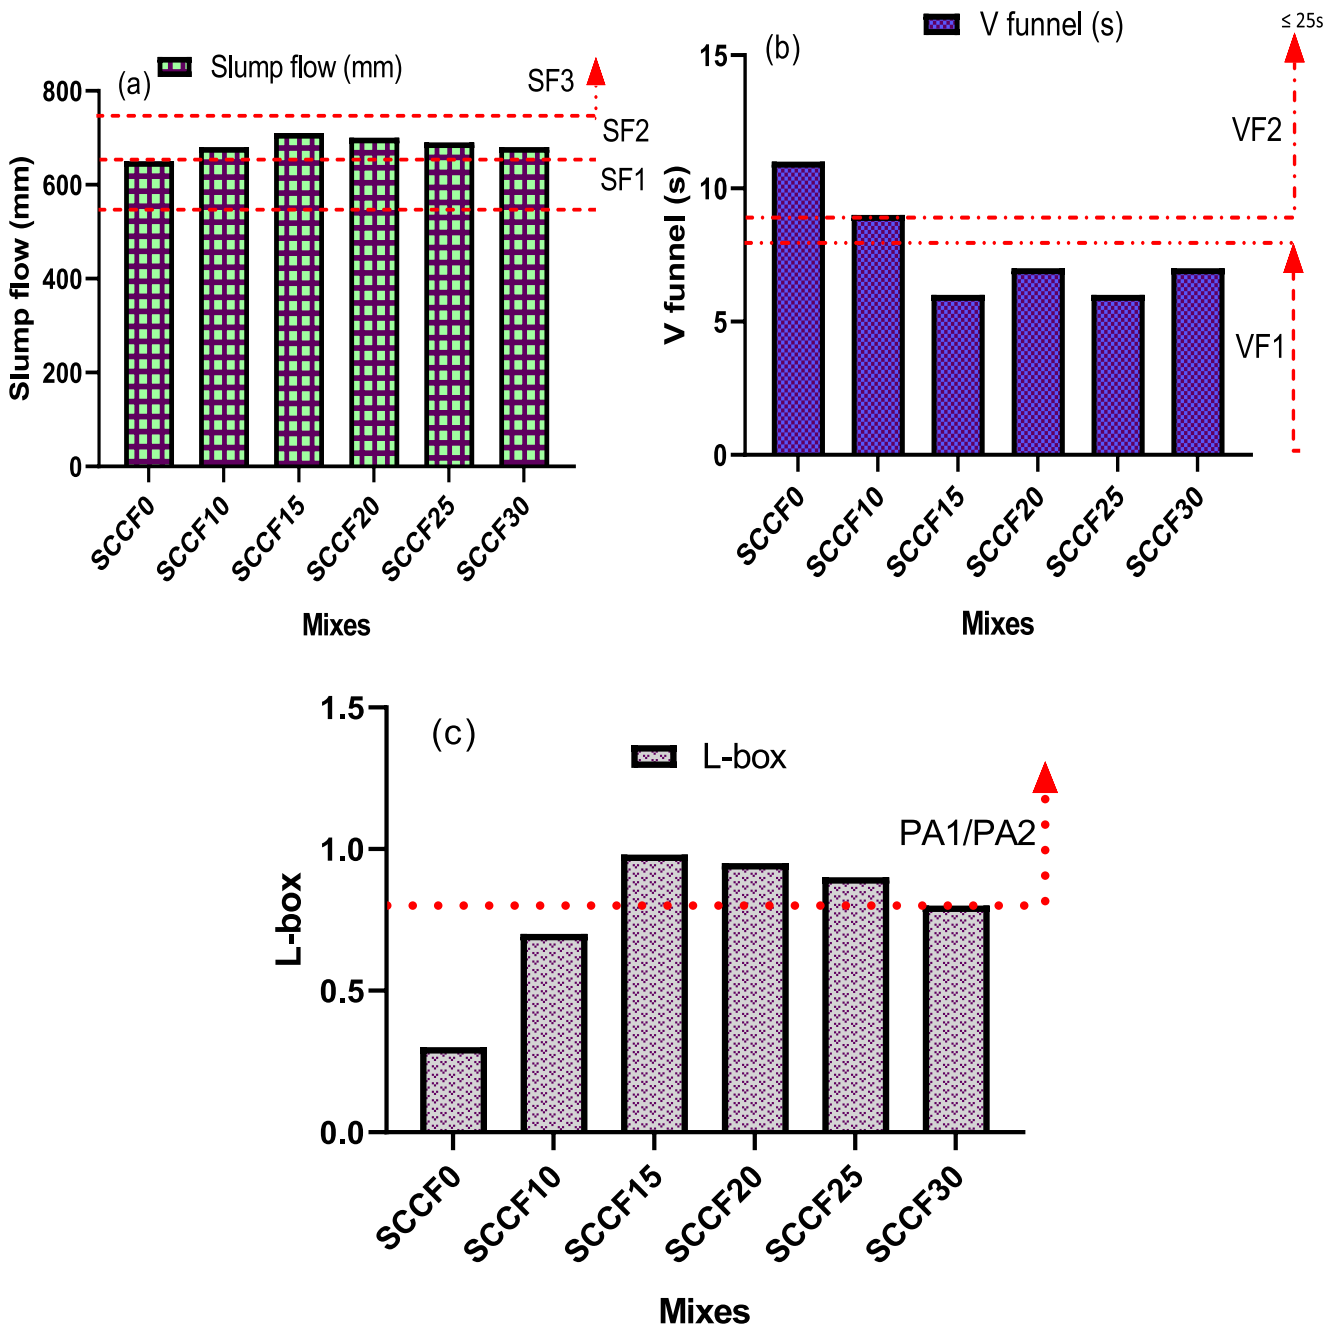 (a)
Slump flow (mm)
SF3
SF2
SF1
800
600
400
200
0
Slump flow (mm)
SCCF0
SCCF10
SCCF15
SCCF20
SCCF25
SCCF30
Mixes
(b)
V funnel (s)
≤ 25s
VF2
VF1
15
10
5
0
V funnel (s)
SCCF0
SCCF10
SCCF15
SCCF20
SCCF25
SCCF30
Mixes
(c)
L-box
PA1/PA2
1.5
1.0
0.5
0.0
L-box
SCCF0
SCCF10
SCCF15
SCCF20
SCCF25
SCCF30
Mixes